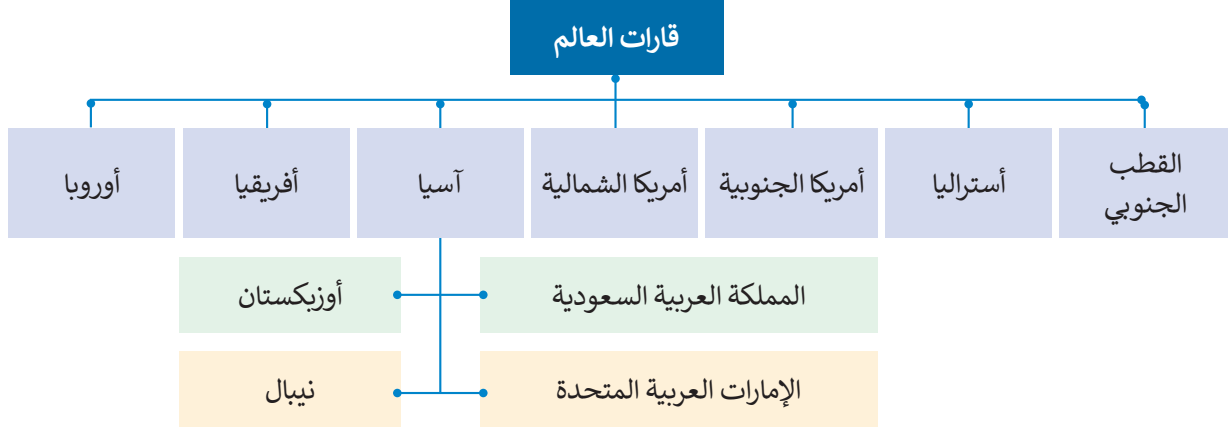 قارات العالم
القطب
الجنوبي
أستراليا
أمريكا الجنوبية
أمريكا الشمالية
آسيا
أفريقيا
أوروبا
المملكة العربية السعودية
أوزبكستان
الإمارات العربية المتحدة
نيبال